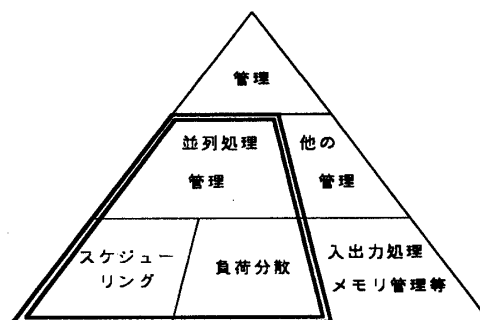 管理
並列処理
管理
他の
管理
スケジュー
リング
負荷分散
入出力処理
メモリ管理等